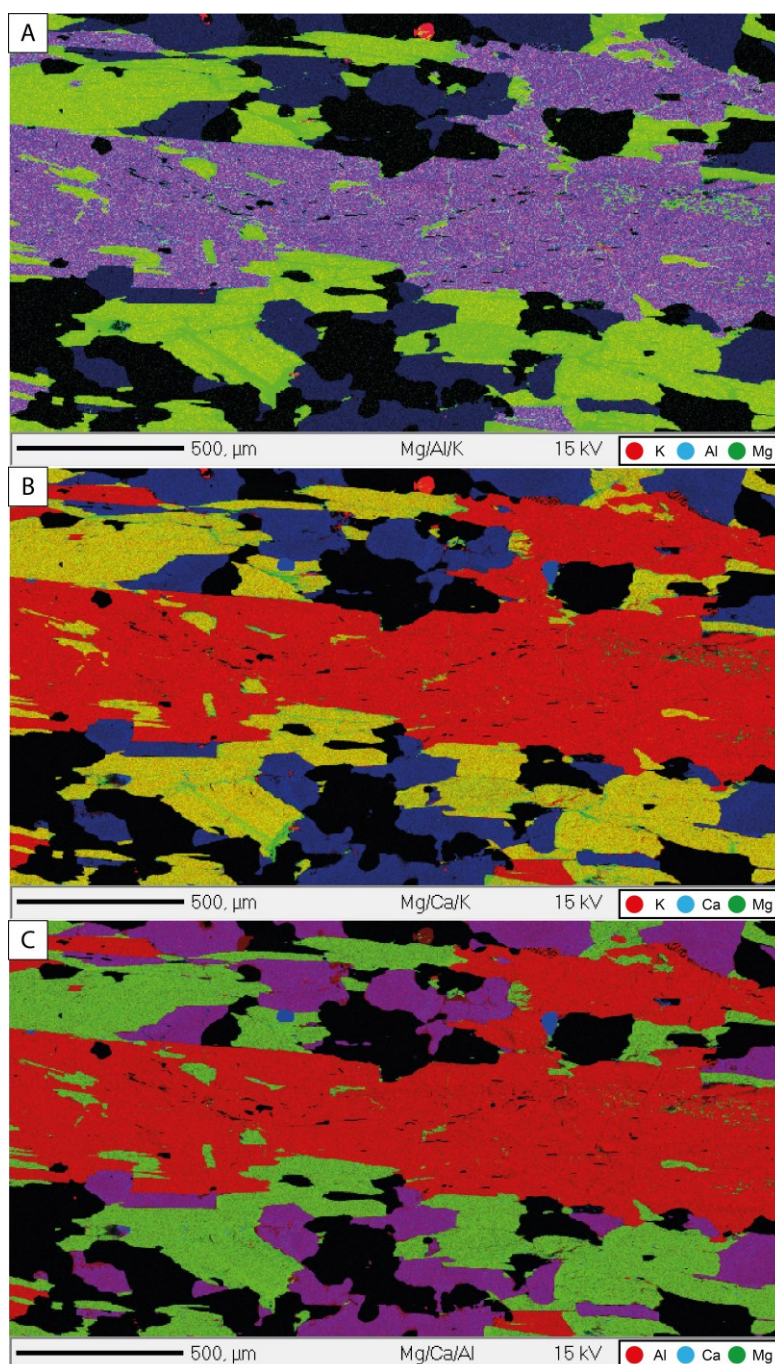 A
500, µm Mg/Al/K 15 kV K Al Mg
B
500, µm Mg/Ca/K 15 kV K Ca Mg
C
500, µm Mg/Ca/Al 15 kV Al Ca Mg